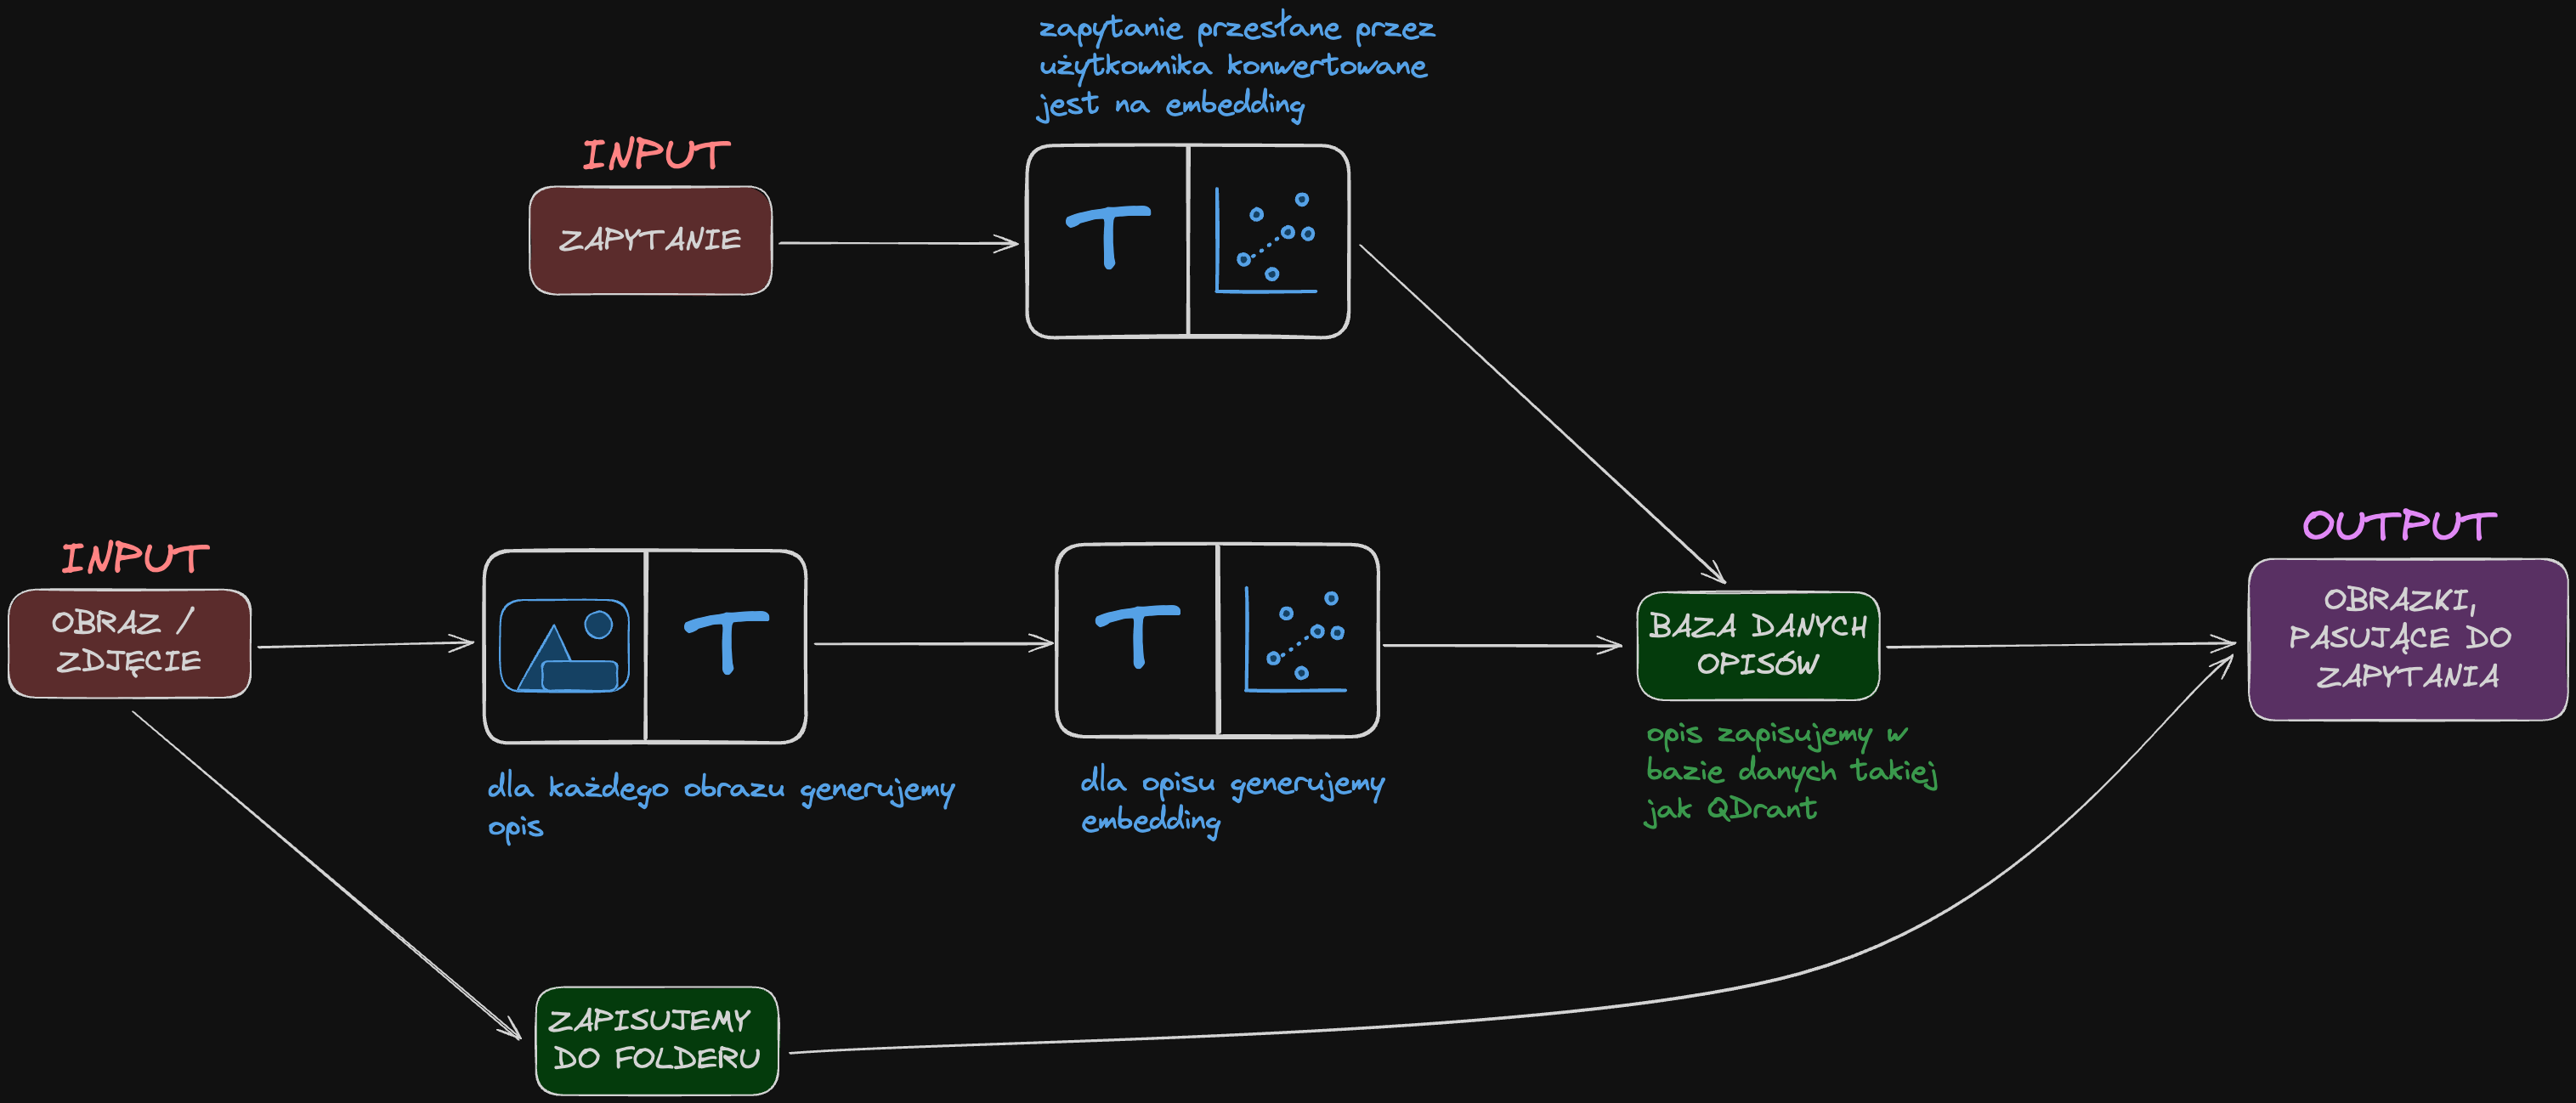 zapytanie przesłane przez
użytkownika konwertowane
jest na embedding
INPUT
ZAPYTANIE
T
INPUT
OBRAZ /
ZDJĘCIE
T
dla każdego obrazu generujemy
opis
T
dla opisu generujemy
embedding
BAZA DANYCH
OPISÓW
opis zapisujemy w
bazie danych takiej
jak QDrant
OUTPUT
OBRAZKI,
PASUJĄCE DO
ZAPYTANIA
ZAPISUJEMY
DO FOLDERU